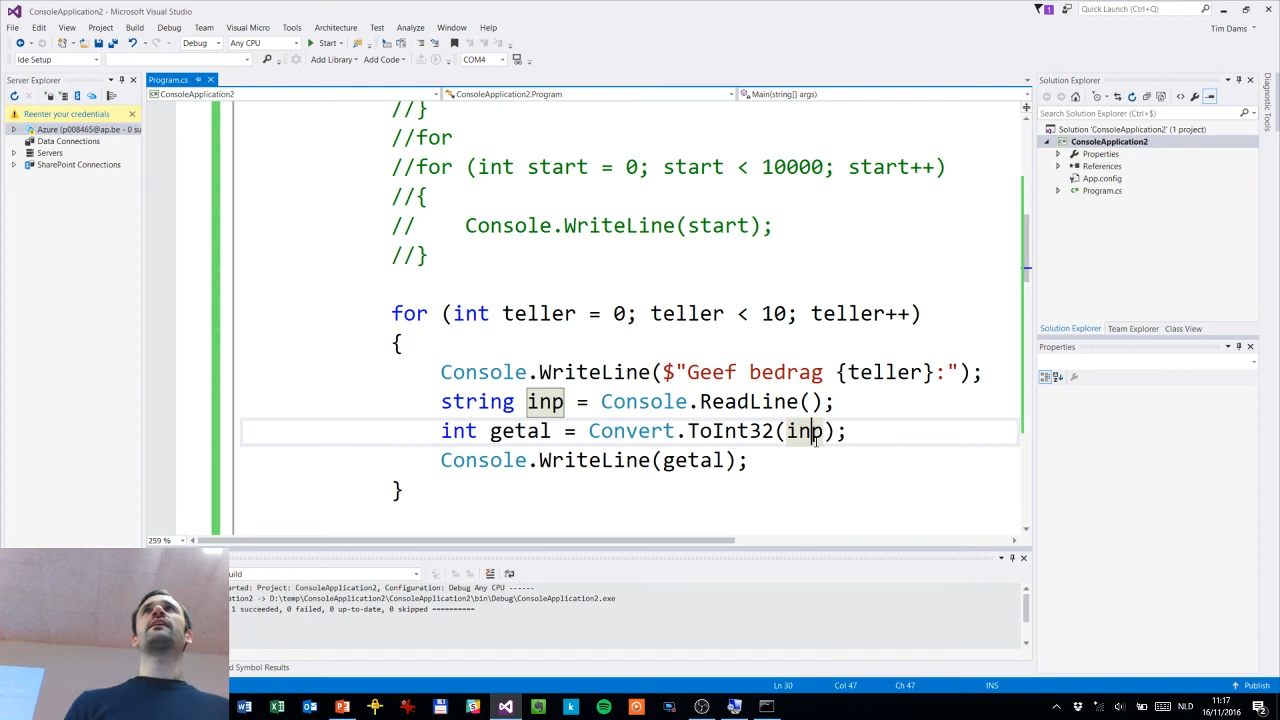 ConsoleApplication2 - Microsoft Visual Studio
1
Quick Launch (Ctrl+Q)
File Edit View Project Build Debug Team Visual Micro Tools Architecture Test Analyze Window Help
Tim Dams
Debug Any CPU Start
Ide Setup Add Library Add Code COM4
Server Explorer
Program.cs
Solution Explorer
ConsoleApplication2
ConsoleApplication2.Program
Main(string[] args)
Reenter your credentials
Azure (p008465@ap.be - 0 su
Data Connections
Servers
SharePoint Connections
//}
//for
//for (int start = 0; start < 10000; start++)
//{
// Console.WriteLine(start);
//}
for (int teller = 0; teller < 10; teller++)
{
Console.WriteLine($"Geef bedrag {teller}:");
string inp = Console.ReadLine();
int getal = Convert.ToInt32(inp);
Console.WriteLine(getal);
}
259 %
Search Solution Explorer (Ctrl+$)
Solution 'ConsoleApplication2' (1 project)
ConsoleApplication2
Properties
References
App.config
Program.cs
Solution Explorer Team Explorer Class View
Properties
Diagnostic Tools
uild
arted: Project: ConsoleApplication2, Configuration: Debug Any CPU ------
ation2 -> D:\temp\ConsoleApplication2\ConsoleApplication2\bin\Debug\ConsoleApplication2.exe
1 succeeded, 0 failed, 0 up-to-date, 0 skipped ==========
d Symbol Results
Ln 30 Col 47 Ch 47 INS Publish
NLD
11:17
16/11/2016
2